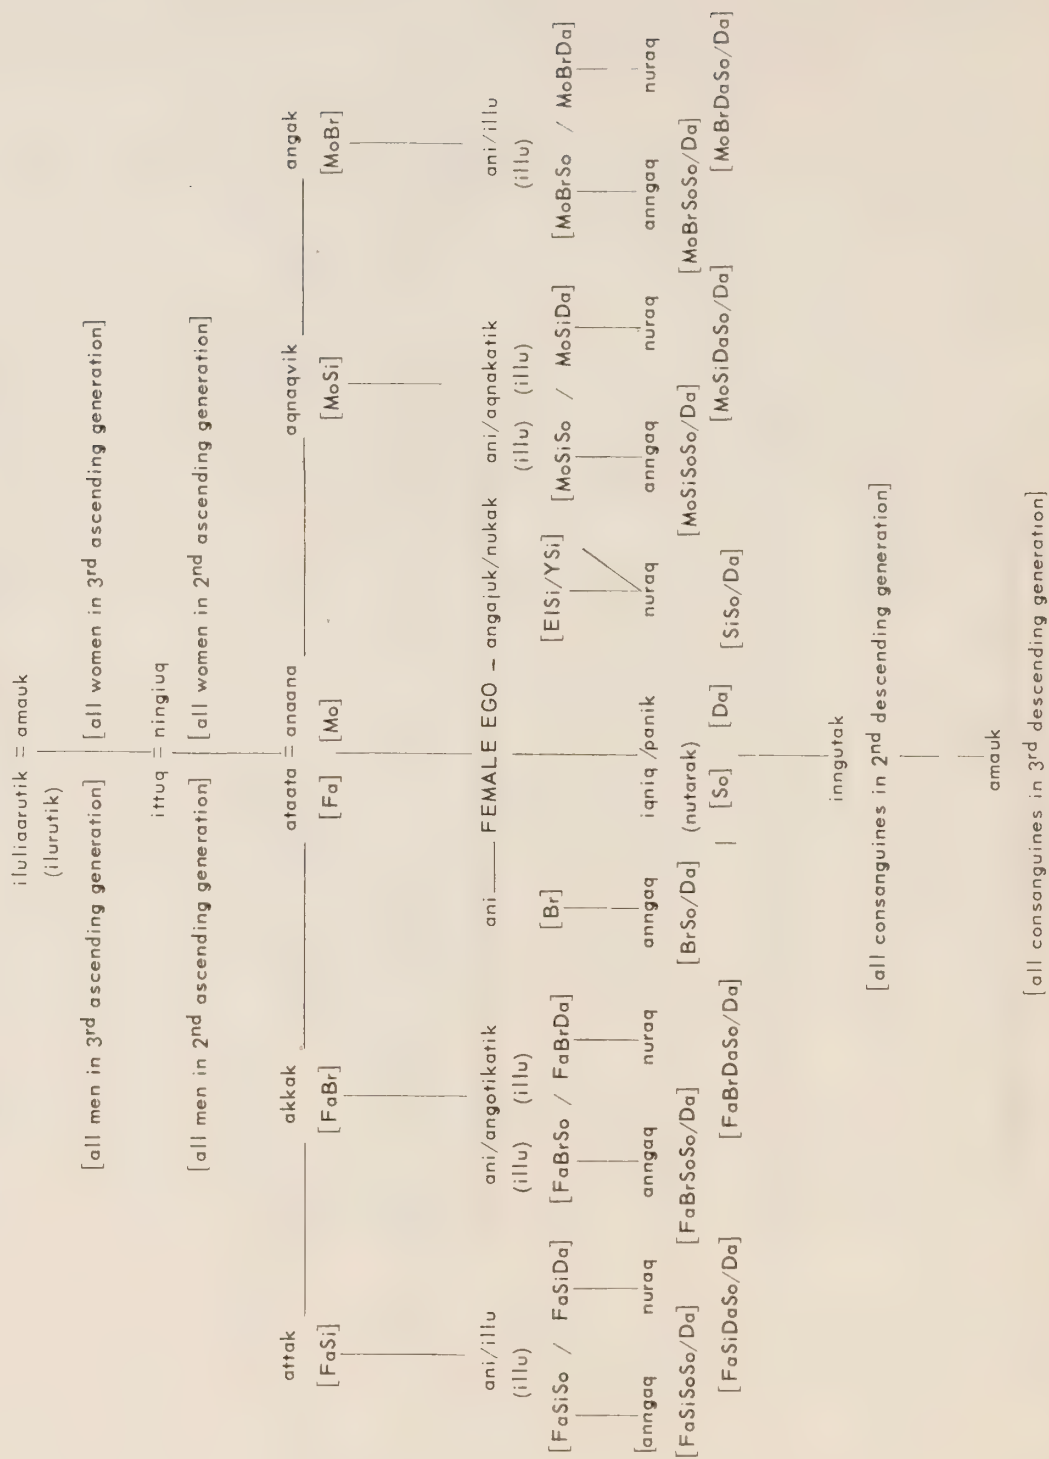 iluliaarutik = amauk
(ilurutik)
[all men in 3rd ascending generation] [all women in 3rd ascending generation]
ittuq = ningiuq
[all men in 2nd ascending generation] [all women in 2nd ascending generation]
attak akkak ataata = anaana aqnaqvik angak
[FaSi] [FaBr] [Fa] [Mo] [MoSi] [MoBr]
ani/illu ani/angotikatik ani — FEMALE EGO – angajuk/nukak ani/aqnakatik ani/illu
(illu) (illu) (illu) (illu) (illu) (illu)
[FaSiSo / FaSiDa] [FaBrSo / FaBrDa] [Br] [ElSi/YSi] [MoSiSo / MoSiDa] [MoBrSo / MoBrDa]
[anngaq nuraq anngaq nuraq anngaq iqniq/panik nuraq anngaq nuraq anngaq nuraq
[FaSiSoSo/Da] [FaBrSoSo/Da] [BrSo/Da] (nutarak) [MoSiSoSo/Da] [MoBrSoSo/Da]
[FaSiDaSo/Da] [FaBrDaSo/Da] [So] [Da] [SiSo/Da] [MoSiDaSo/Da] [MoBrDaSo/Da]
inngutak
[all consanguines in 2nd descending generation]
amauk
[all consanguines in 3rd descending generation]